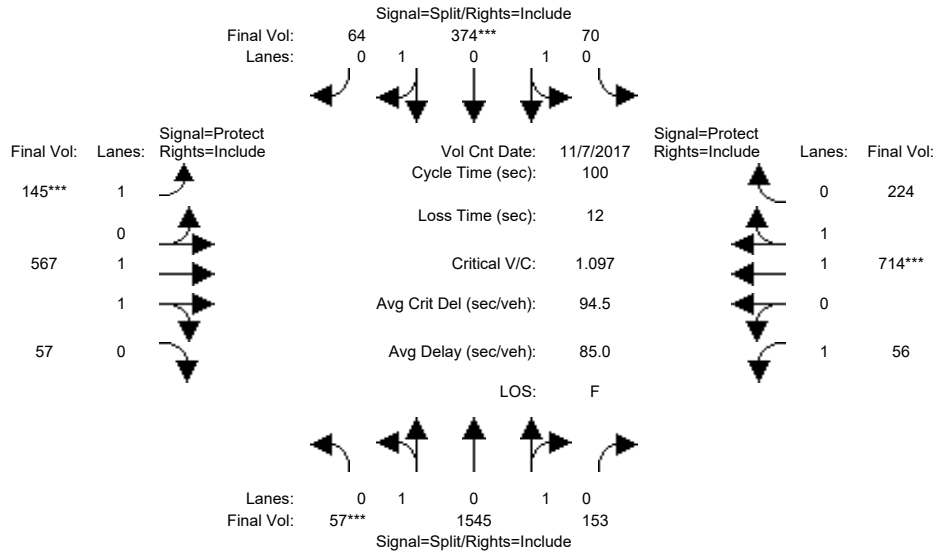 Signal=Split/Rights=Include
Final Vol: 64 374*** 70
Lanes: 0 1 0 1 0
Signal=Protect
Final Vol: Lanes: Rights=Include
Vol Cnt Date: 11/7/2017
Signal=Protect
Rights=Include Lanes: Final Vol:
Cycle Time (sec): 100
145*** 1
0 224
Loss Time (sec): 12
0
1
567 1
Critical V/C: 1.097
1 714***
1
Avg Crit Del (sec/veh): 94.5
0
57 0
Avg Delay (sec/veh): 85.0
1 56
LOS: F
Lanes: 0 1 0 1 0
Final Vol: 57*** 1545 153
Signal=Split/Rights=Include